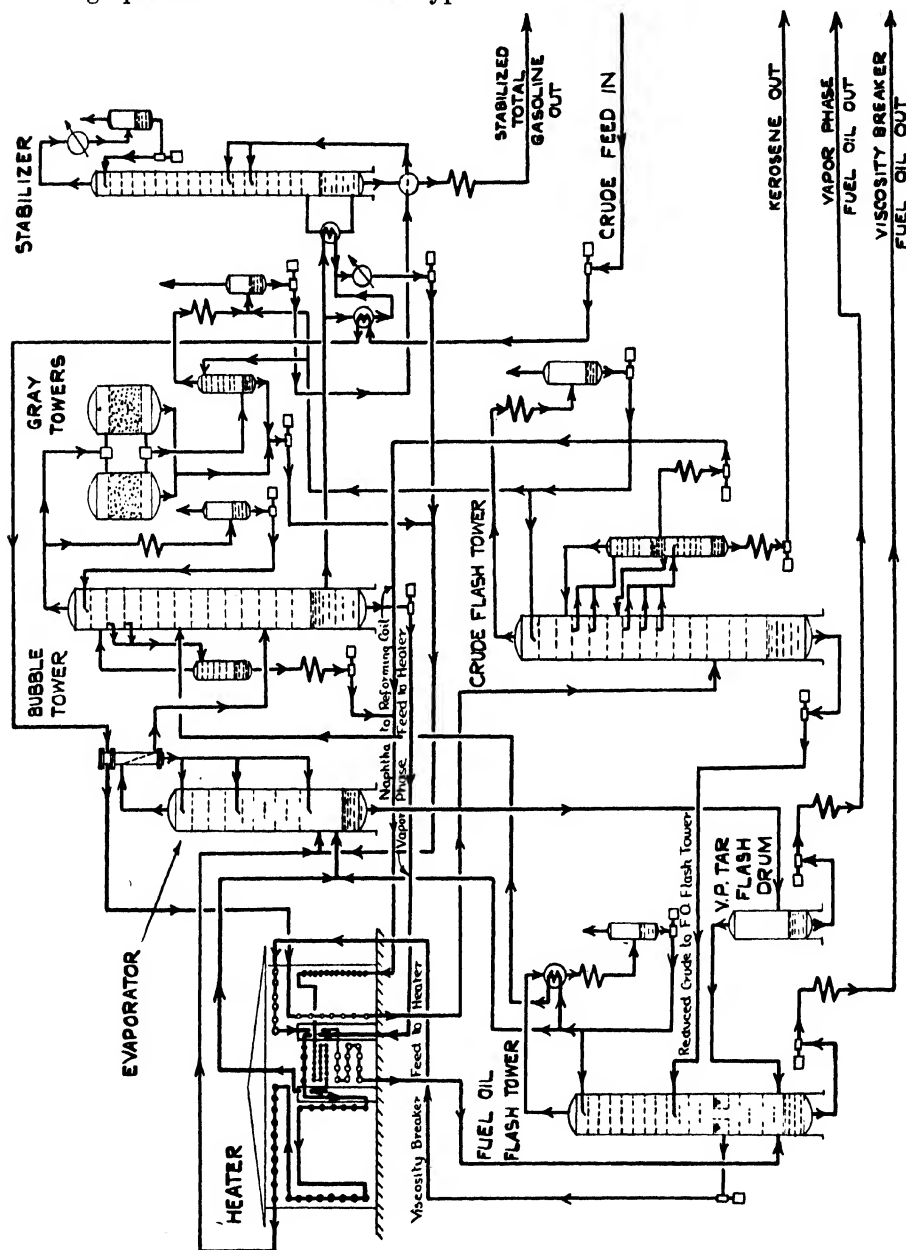 STABILIZER
STABILIZED
TOTAL
GASOLINE
OUT
CRUDE FEED IN
KEROSENE OUT
VAPOR PHASE
FUEL OIL OUT
VISCOSITY BREAKER
FUEL OIL OUT
GRAY
TOWERS
BUBBLE
TOWER
CRUDE FLASH TOWER
Naphtha to Reforming Coil
Vapor Phase Feed to Heater
EVAPORATOR
HEATER
Viscosity Breaker Feed to Heater
FUEL OIL
FLASH TOWER
Reduced Crude to F.O. Flash Tower
V.P. TAR
FLASH
DRUM